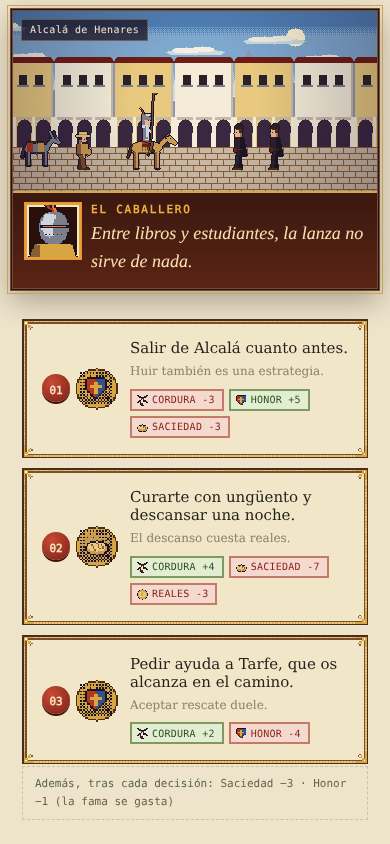 Alcalá de Henares
EL CABALLERO
Entre libros y estudiantes, la lanza no
sirve de nada.
01
Salir de Alcalá cuanto antes.
Huir también es una estrategia.
CORDURA -3
HONOR +5
SACIEDAD -3
02
Curarte con ungüento y
descansar una noche.
El descanso cuesta reales.
CORDURA +4
SACIEDAD -7
REALES -3
03
Pedir ayuda a Tarfe, que os
alcanza en el camino.
Aceptar rescate duele.
CORDURA +2
HONOR -4
Además, tras cada decisión: Saciedad −3 · Honor
−1 (la fama se gasta)